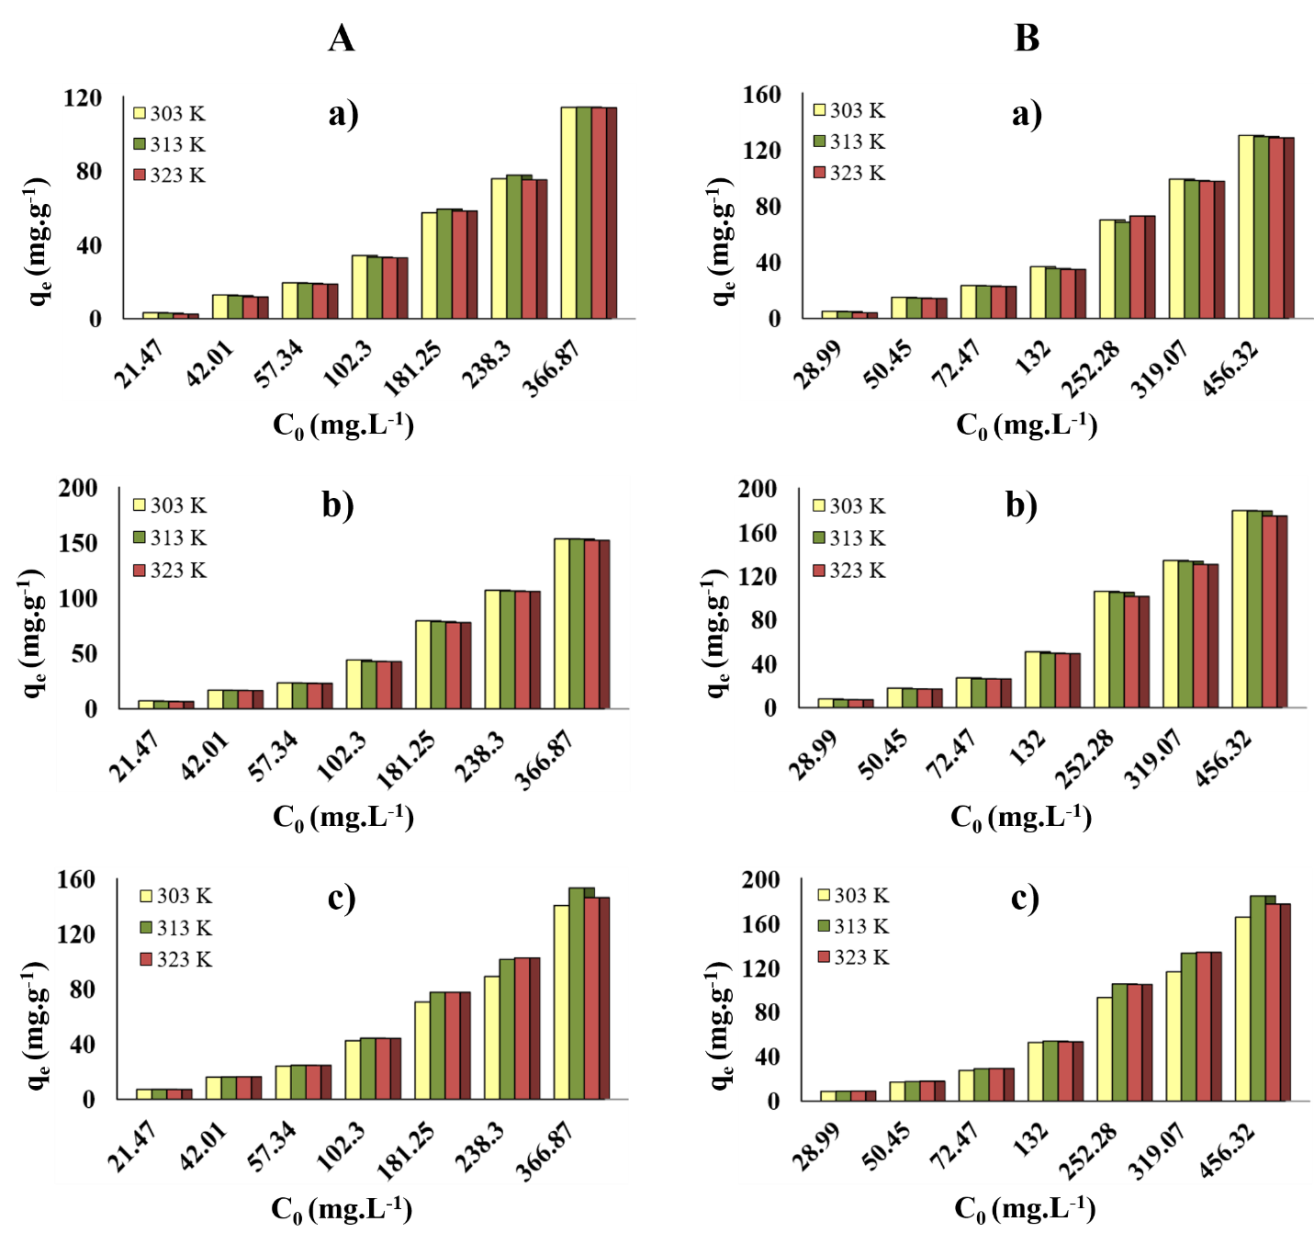 A
B
a)
303 K
313 K
323 K
120
80
40
0
qe (mg.g-1)
21.47 42.01 57.34 102.3 181.25 238.3 366.87
C0 (mg.L-1)
a)
303 K
313 K
323 K
160
120
80
40
0
qe (mg.g-1)
28.99 50.45 72.47 132 252.28 319.07 456.32
C0 (mg.L-1)
b)
303 K
313 K
323 K
200
150
100
50
0
qe (mg.g-1)
21.47 42.01 57.34 102.3 181.25 238.3 366.87
C0 (mg.L-1)
b)
303 K
313 K
323 K
200
160
120
80
40
0
qe (mg.g-1)
28.99 50.45 72.47 132 252.28 319.07 456.32
C0 (mg.L-1)
c)
303 K
313 K
323 K
160
120
80
40
0
qe (mg.g-1)
21.47 42.01 57.34 102.3 181.25 238.3 366.87
C0 (mg.L-1)
c)
303 K
313 K
323 K
200
160
120
80
40
0
qe (mg.g-1)
28.99 50.45 72.47 132 252.28 319.07 456.32
C0 (mg.L-1)